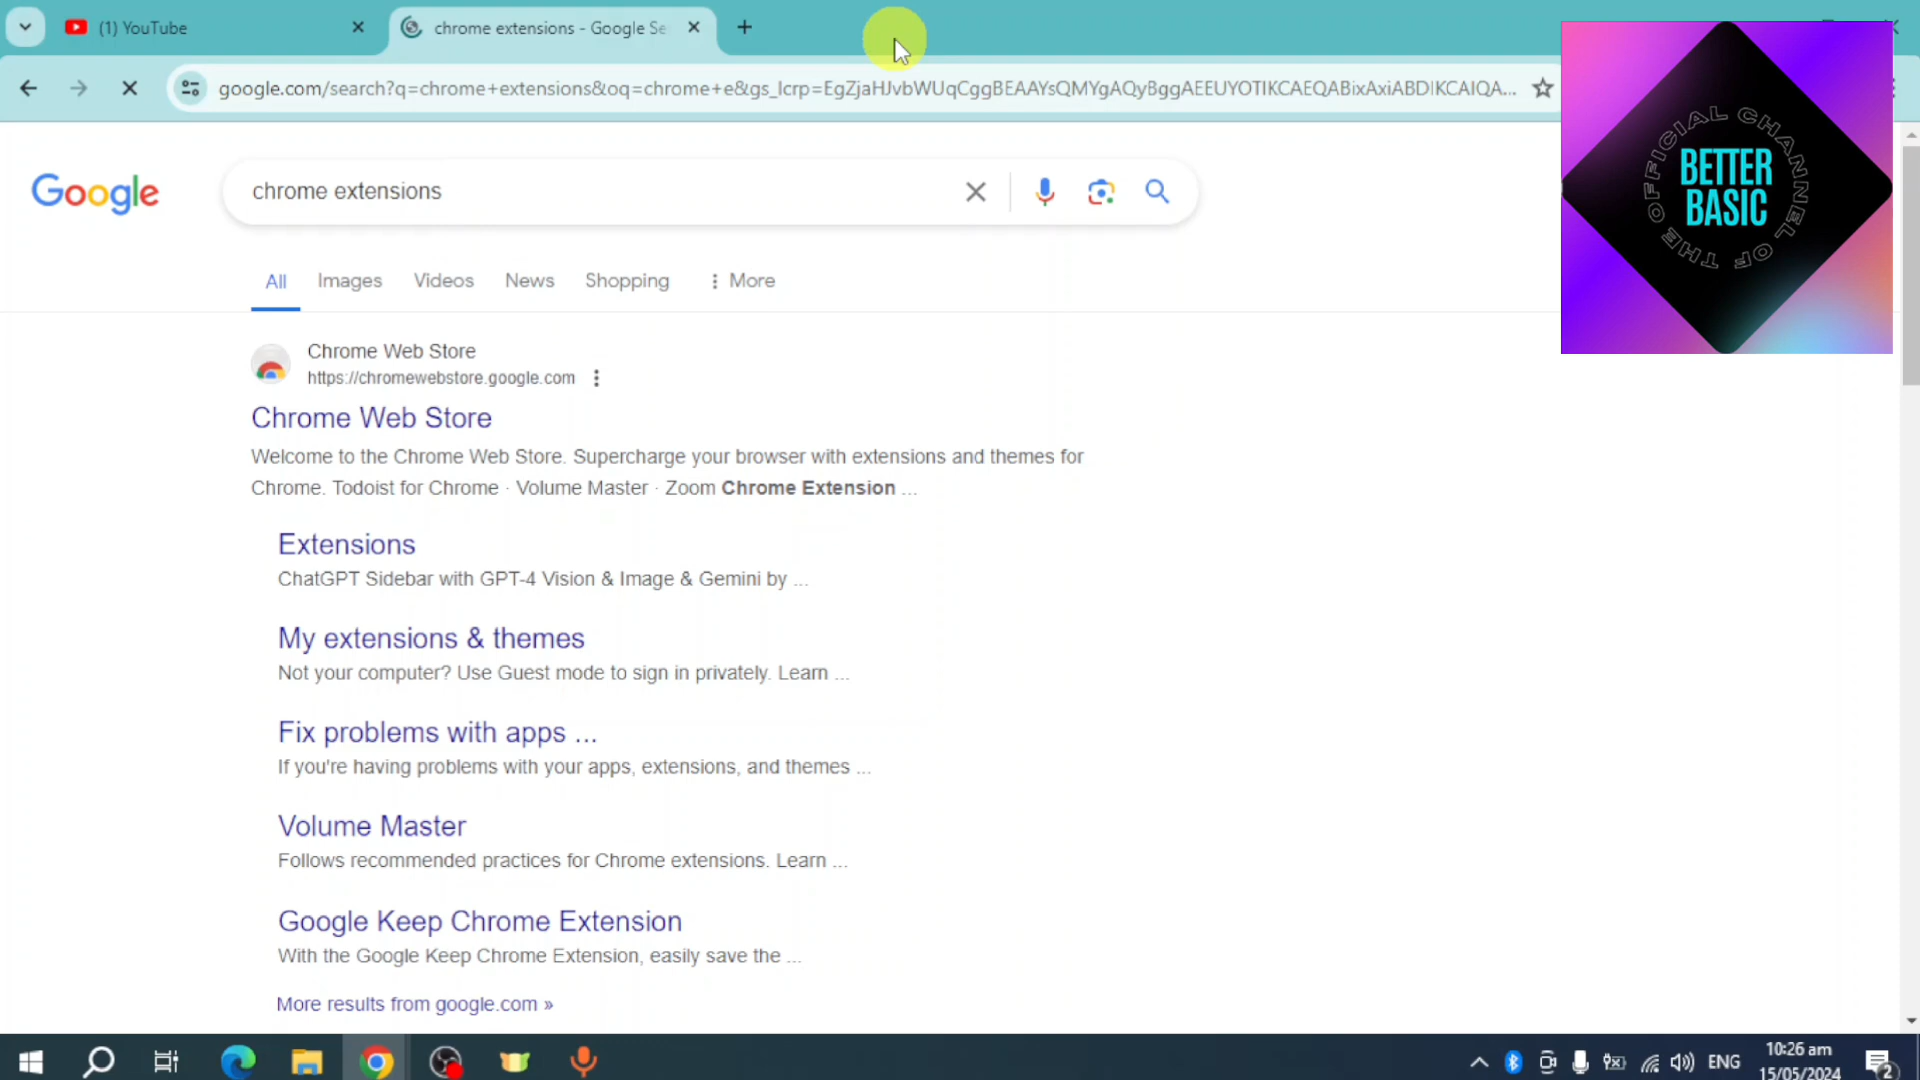 (1) YouTube
chrome extensions - Google Se
google.com/search?q=chrome+extensions&oq=chrome+e&gs_lcrp=EgZjaHJvbWUqCggBEAAYsQMYgAQyBggAEEUYOTIKCAEQABixAxiABDIKCAIQA...
THE OFFICIAL CHANNEL OF
BETTER
BASIC
Google
chrome extensions
All Images Videos News Shopping More
Chrome Web Store
https://chromewebstore.google.com
Chrome Web Store
Welcome to the Chrome Web Store. Supercharge your browser with extensions and themes for
Chrome. Todoist for Chrome · Volume Master · Zoom Chrome Extension ...
Extensions
ChatGPT Sidebar with GPT-4 Vision & Image & Gemini by ...
My extensions & themes
Not your computer? Use Guest mode to sign in privately. Learn ...
Fix problems with apps ...
If you're having problems with your apps, extensions, and themes ...
Volume Master
Follows recommended practices for Chrome extensions. Learn ...
Google Keep Chrome Extension
With the Google Keep Chrome Extension, easily save the ...
More results from google.com »
ENG
10:26 am
15/05/2024
2